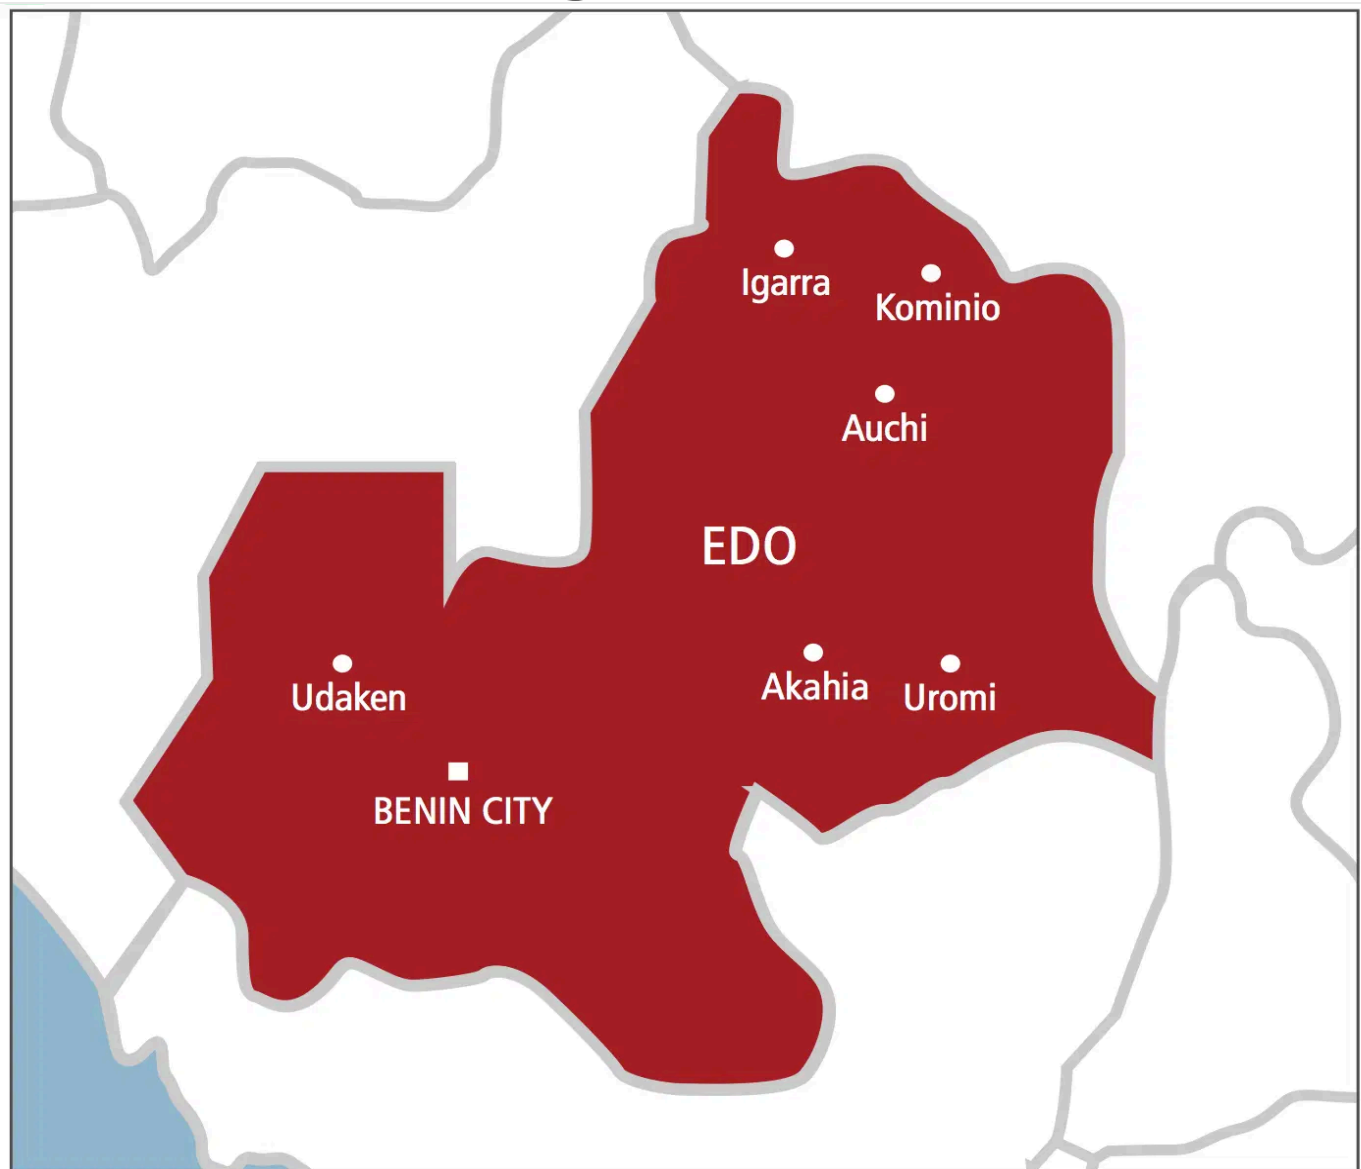 Igarra
Kominio
Auchi
EDO
Akahia
Uromi
Udaken
BENIN CITY